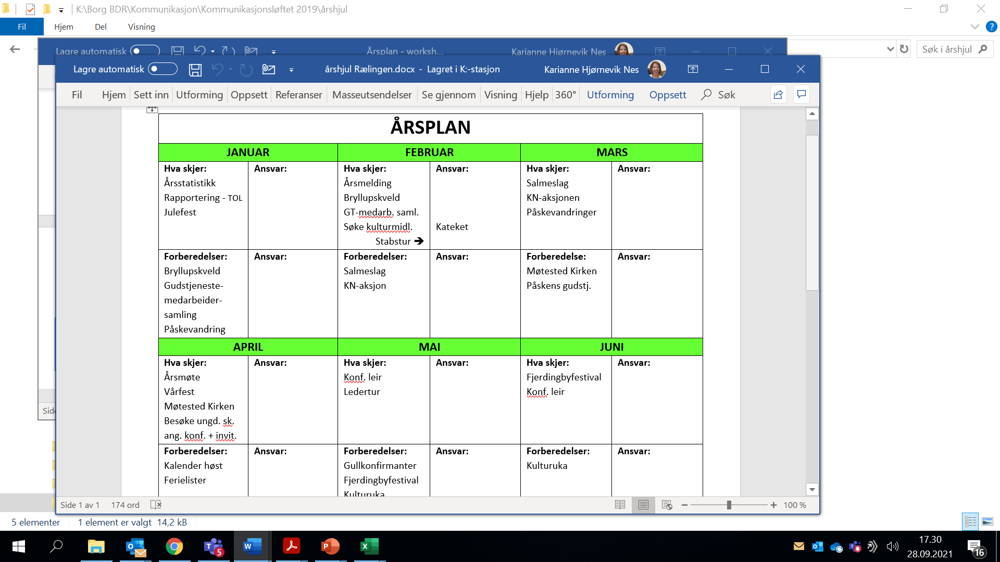 K:\Borg BDR\Kommunikasjon\Kommunikasjonsløftet 2019\årshjul
Fil Hjem Del Visning
Søk i årshjul
Lagre automatisk Årsplan - worksh... Karianne Hjørnevik Nes
Lagre automatisk årshjul Rælingen.docx - Lagret i K:-stasjon Karianne Hjørnevik Nes
Fil Hjem Sett inn Utforming Oppsett Referanser Masseutsendelser Se gjennom Visning Hjelp 360° Utforming Oppsett Søk
ÅRSPLAN
JANUAR FEBRUAR MARS
Hva skjer: Ansvar: Hva skjer: Ansvar: Hva skjer: Ansvar:
Årsstatistikk Årsmelding Salmeslag
Rapportering - TOL Bryllupskveld KN-aksjonen
Julefest GT-medarb. saml. Påskevandringer
Søke kulturmidl. Kateket
Stabstur ➔
Forberedelser: Ansvar: Forberedelser: Ansvar: Forberedelse: Ansvar:
Bryllupskveld Salmeslag Møtested Kirken
Gudstjeneste- KN-aksjon Påskens gudstj.
medarbeider-
samling
Påskevandring
APRIL MAI JUNI
Hva skjer: Ansvar: Hva skjer: Ansvar: Hva skjer: Ansvar:
Årsmøte Konf. leir Fjerdingbyfestival
Vårfest Ledertur Konf. leir
Møtested Kirken
Besøke ungd. sk.
ang. konf. + invit.
Forberedelser: Ansvar: Forberedelser: Ansvar: Forberedelser: Ansvar:
Kalender høst Gullkonfirmanter Kulturuka
Ferielister Fjerdingbyfestival
Kulturuka
Side
Side 1 av 1 174 ord 100 %
5 elementer 1 element er valgt 14,2 kB
5
17.30
28.09.2021
16